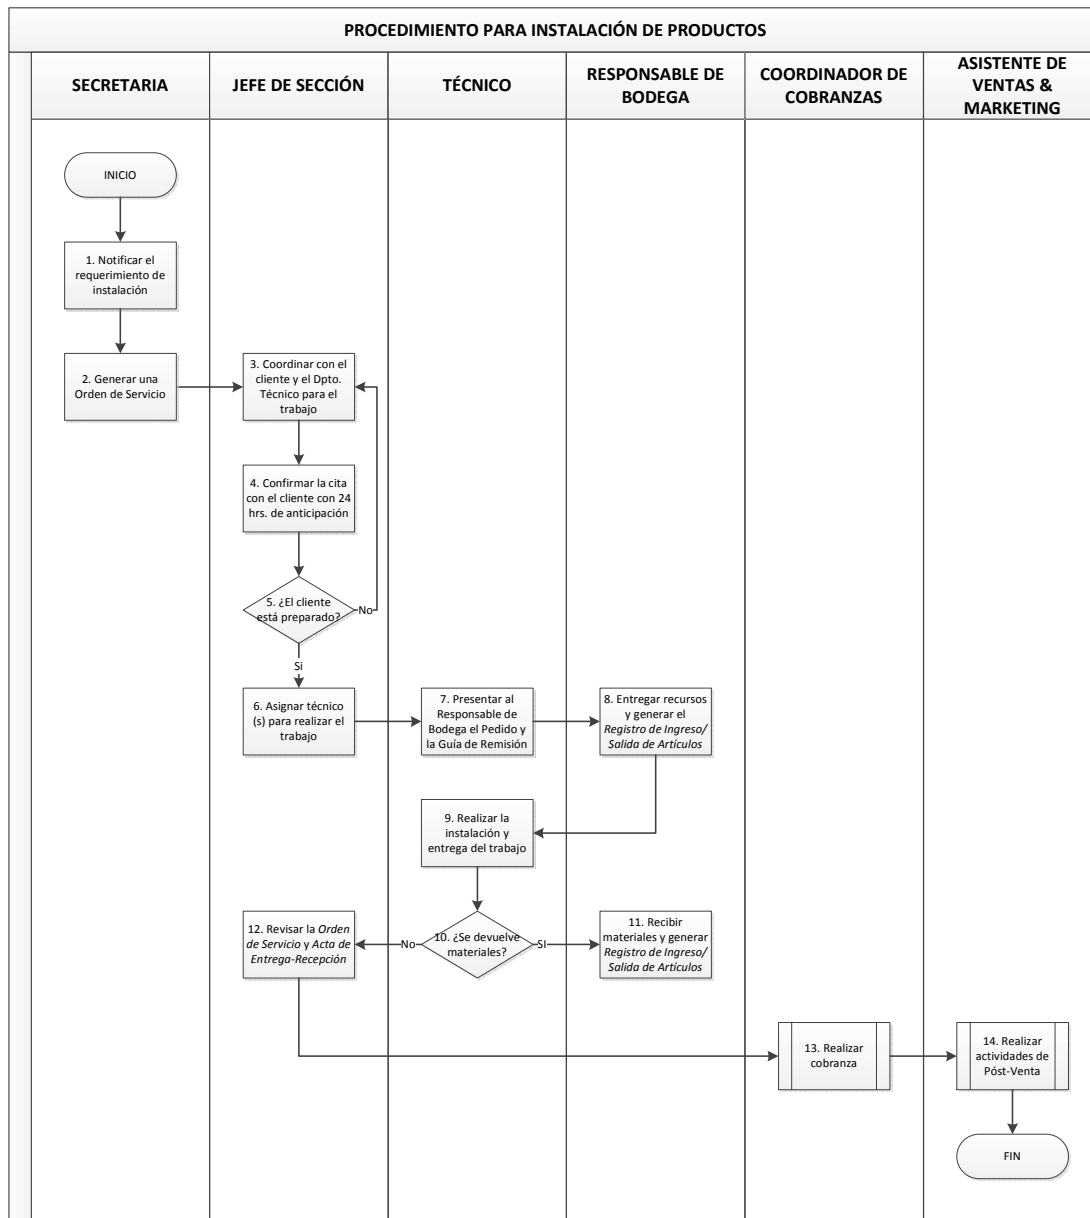 PROCEDIMIENTO PARA INSTALACIÓN DE PRODUCTOS
SECRETARIA
JEFE DE SECCIÓN
TÉCNICO
RESPONSABLE DE
BODEGA
COORDINADOR DE
COBRANZAS
ASISTENTE DE
VENTAS &
MARKETING
INICIO
1. Notificar el
requerimiento de
instalación
2. Generar una
Orden de Servicio
3. Coordinar con el
cliente y el Dpto.
Técnico para el
trabajo
4. Confirmar la cita
con el cliente con 24
hrs. de anticipación
5. ¿El cliente
está preparado?
No
Si
6. Asignar técnico
(s) para realizar el
trabajo
7. Presentar al
Responsable de
Bodega el Pedido y
la Guía de Remisión
8. Entregar recursos
y generar el
Registro de Ingreso/
Salida de Artículos
9. Realizar la
instalación y
entrega del trabajo
10. ¿Se devuelve
materiales?
No
SI
11. Recibir
materiales y generar
Registro de Ingreso/
Salida de Artículos
12. Revisar la Orden
de Servicio y Acta de
Entrega-Recepción
13. Realizar
cobranza
14. Realizar
actividades de
Póst-Venta
FIN